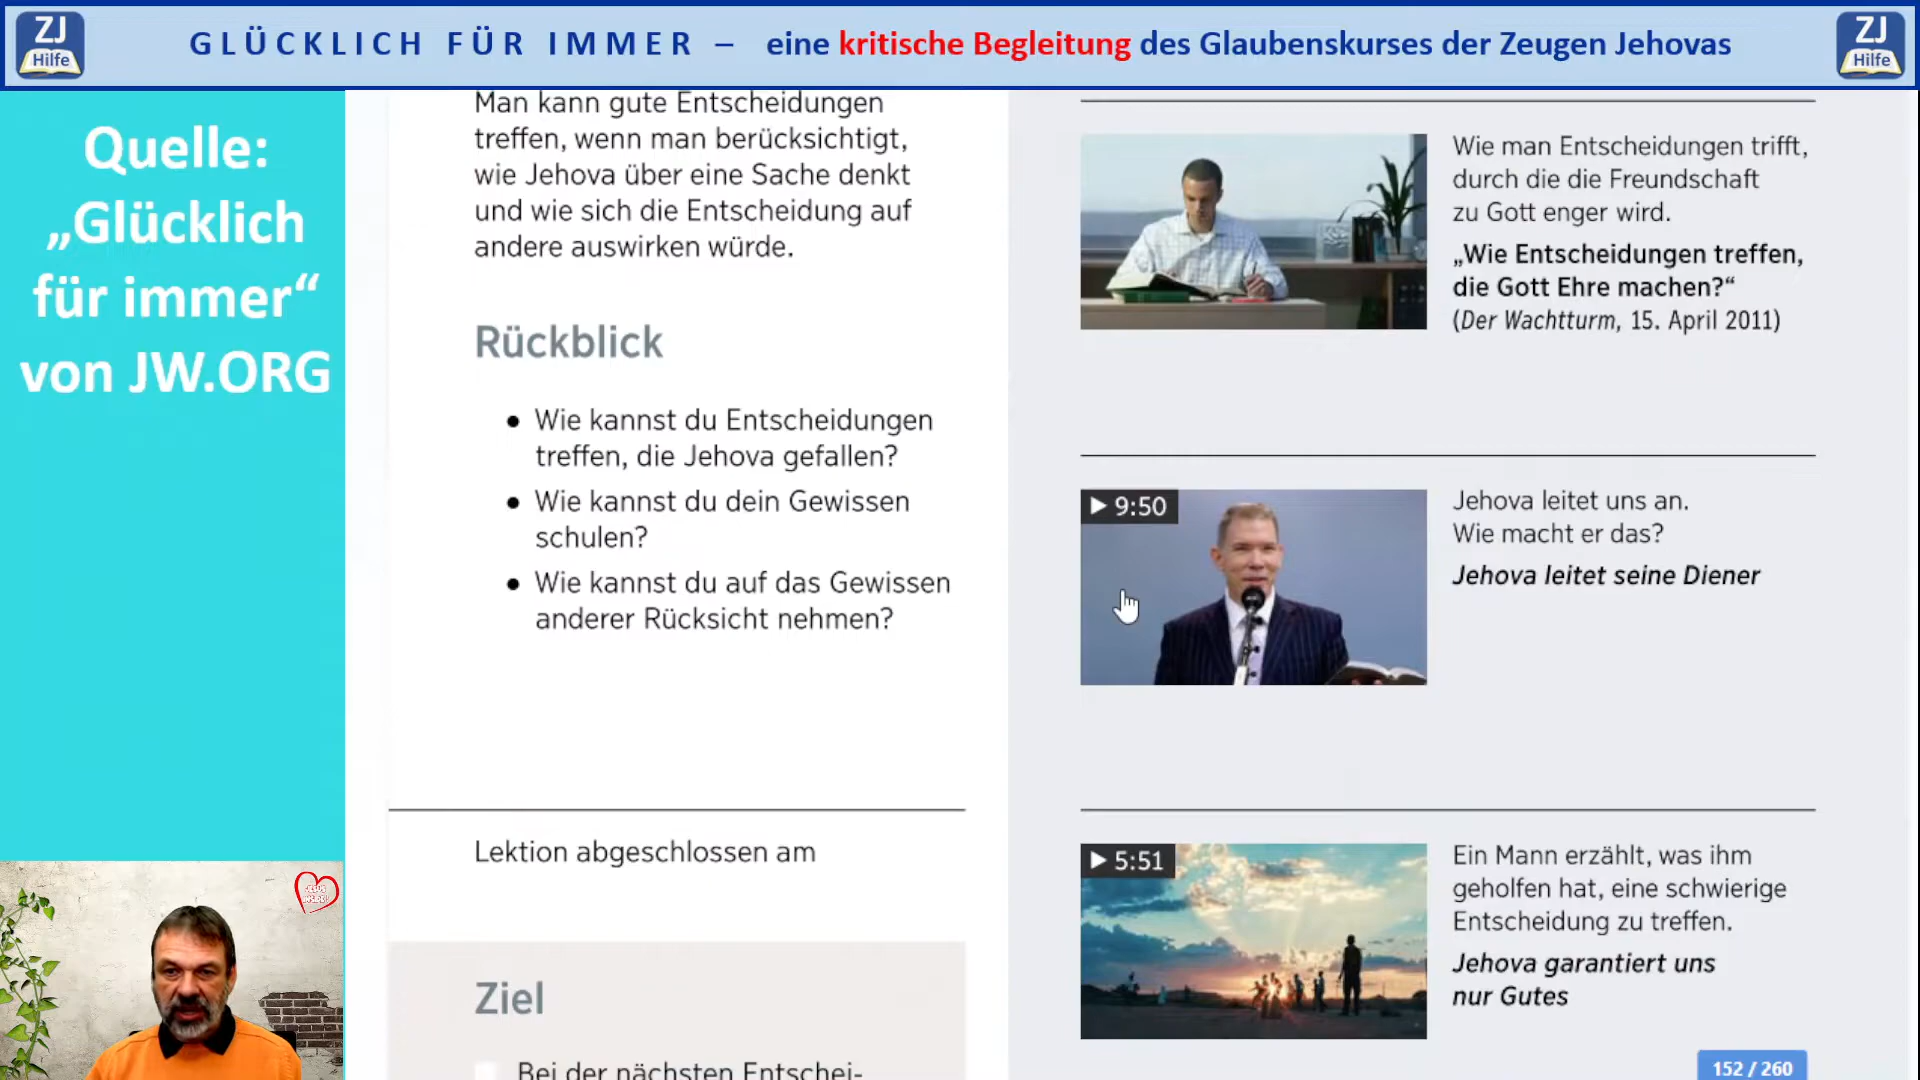 ZJ
Hilfe
GLÜCKLICH FÜR IMMER – eine kritische Begleitung des Glaubenskurses der Zeugen Jehovas
ZJ
Hilfe
Quelle:
„Glücklich
für immer“
von JW.ORG
Man kann gute Entscheidungen
treffen, wenn man berücksichtigt,
wie Jehova über eine Sache denkt
und wie sich die Entscheidung auf
andere auswirken würde.
Rückblick
• Wie kannst du Entscheidungen
treffen, die Jehova gefallen?
• Wie kannst du dein Gewissen
schulen?
• Wie kannst du auf das Gewissen
anderer Rücksicht nehmen?
Lektion abgeschlossen am
Ziel
Bei der nächsten Entschei-
Wie man Entscheidungen trifft,
durch die die Freundschaft
zu Gott enger wird.
„Wie Entscheidungen treffen,
die Gott Ehre machen?“
(Der Wachtturm, 15. April 2011)
9:50
Jehova leitet uns an.
Wie macht er das?
Jehova leitet seine Diener
5:51
Ein Mann erzählt, was ihm
geholfen hat, eine schwierige
Entscheidung zu treffen.
Jehova garantiert uns
nur Gutes
152 / 260